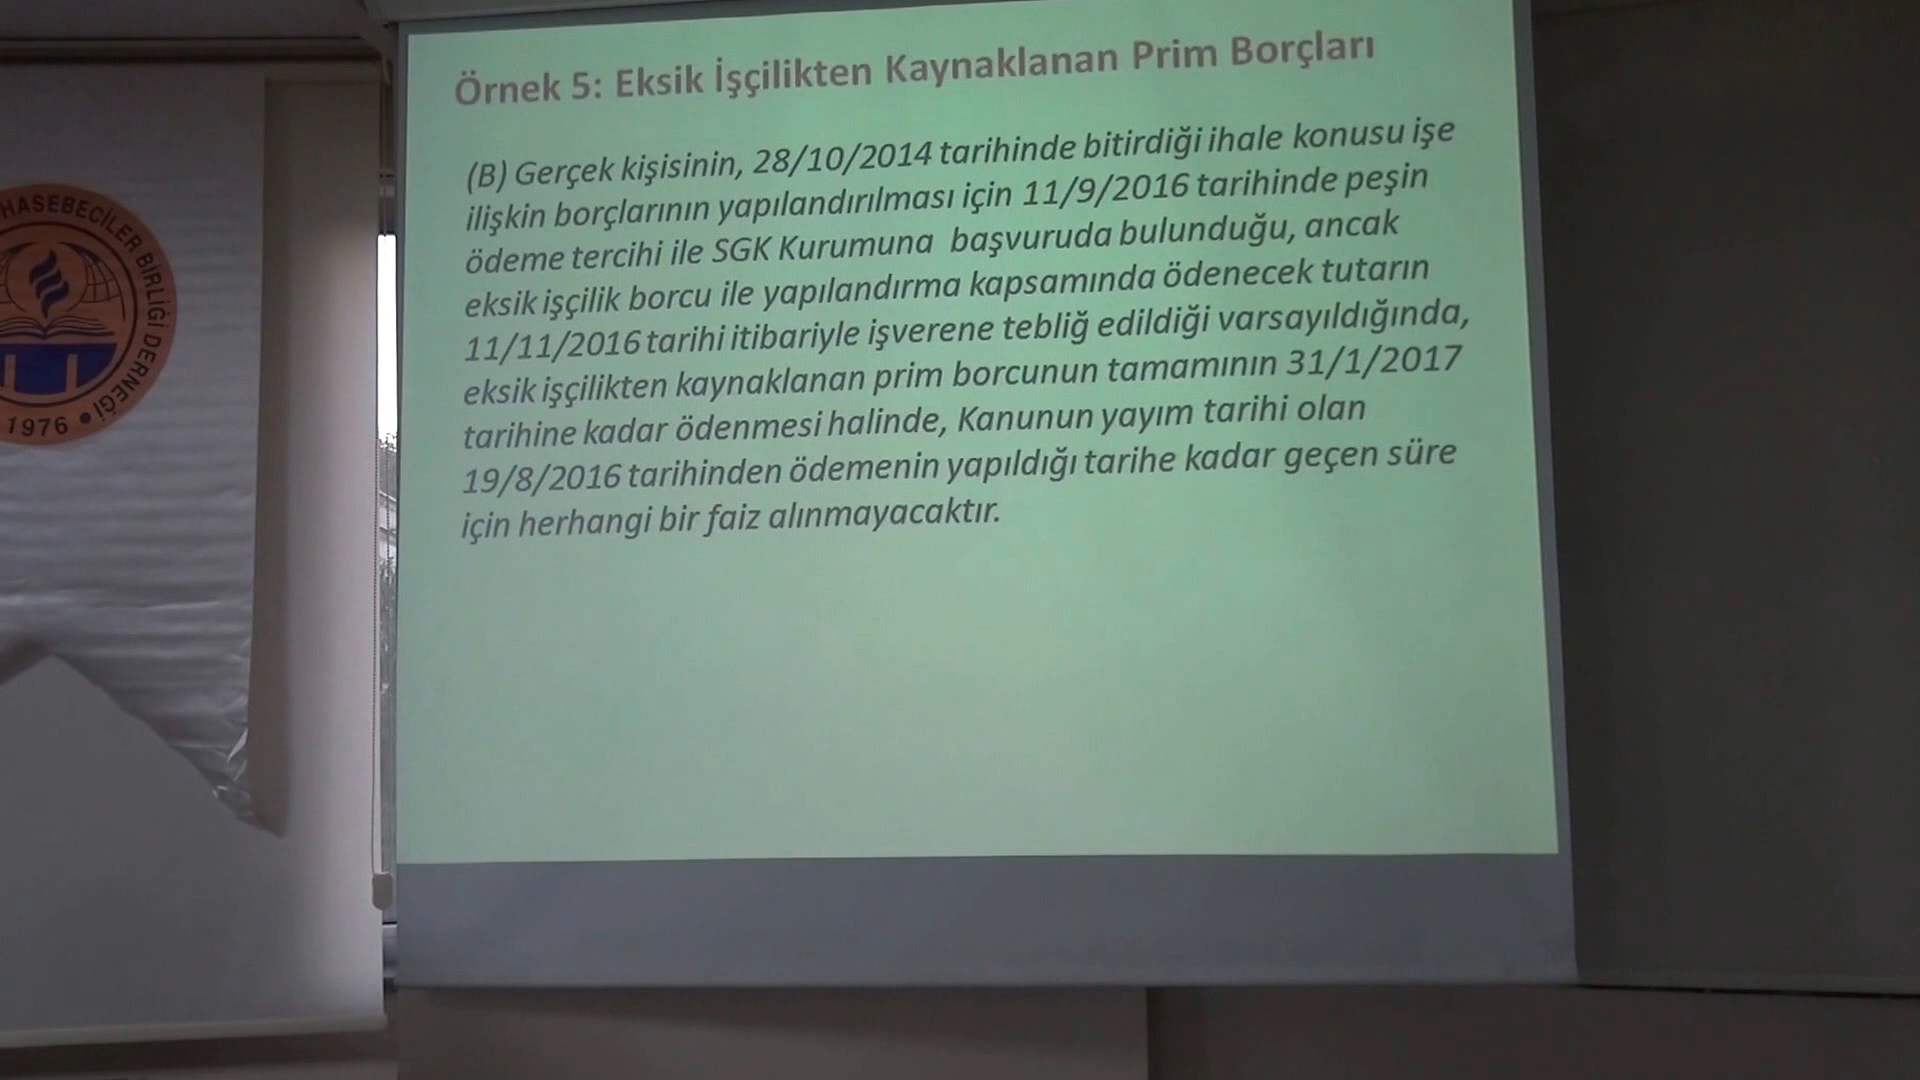 Örnek 5: Eksik İşçilikten Kaynaklanan Prim Borçları
(B) Gerçek kişisinin, 28/10/2014 tarihinde bitirdiği ihale konusu işe
ilişkin borçlarının yapılandırılması için 11/9/2016 tarihinde peşin
ödeme tercihi ile SGK Kurumuna başvuruda bulunduğu, ancak
eksik işçilik borcu ile yapılandırma kapsamında ödenecek tutarın
11/11/2016 tarihi itibariyle işverene tebliğ edildiği varsayıldığında,
eksik işçilikten kaynaklanan prim borcunun tamamının 31/1/2017
tarihine kadar ödenmesi halinde, Kanunun yayım tarihi olan
19/8/2016 tarihinden ödemenin yapıldığı tarihe kadar geçen süre
için herhangi bir faiz alınmayacaktır.
HASEBECİLER BİRLİĞİ DERNEĞİ • 1976